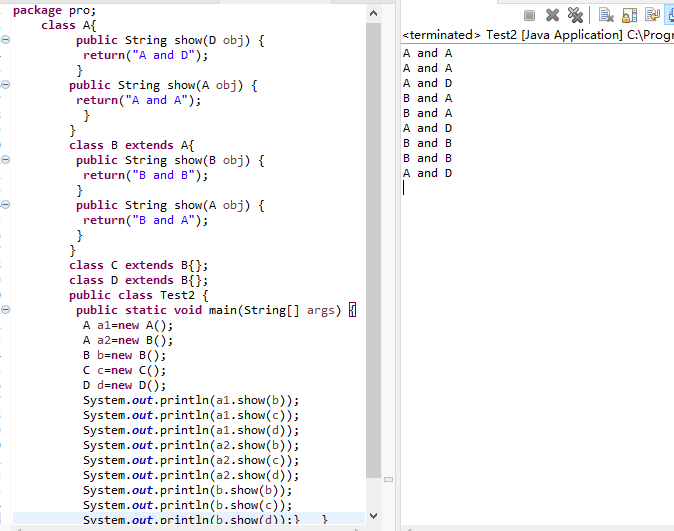 package pro;
class A{
public String show(D obj) {
return("A and D");
}
public String show(A obj) {
return("A and A");
}
}
class B extends A{
public String show(B obj) {
return("B and B");
}
public String show(A obj) {
return("B and A");
}
}
class C extends B{};
class D extends B{};
public class Test2 {
public static void main(String[] args) {
A a1=new A();
A a2=new B();
B b=new B();
C c=new C();
D d=new D();
System.out.println(a1.show(b));
System.out.println(a1.show(c));
System.out.println(a1.show(d));
System.out.println(a2.show(b));
System.out.println(a2.show(c));
System.out.println(a2.show(d));
System.out.println(b.show(b));
System.out.println(b.show(c));
System.out.println(b.show(d));} }
<terminated> Test2 [Java Application] C:\Progr
A and A
A and A
A and D
B and A
B and A
A and D
B and B
B and B
A and D